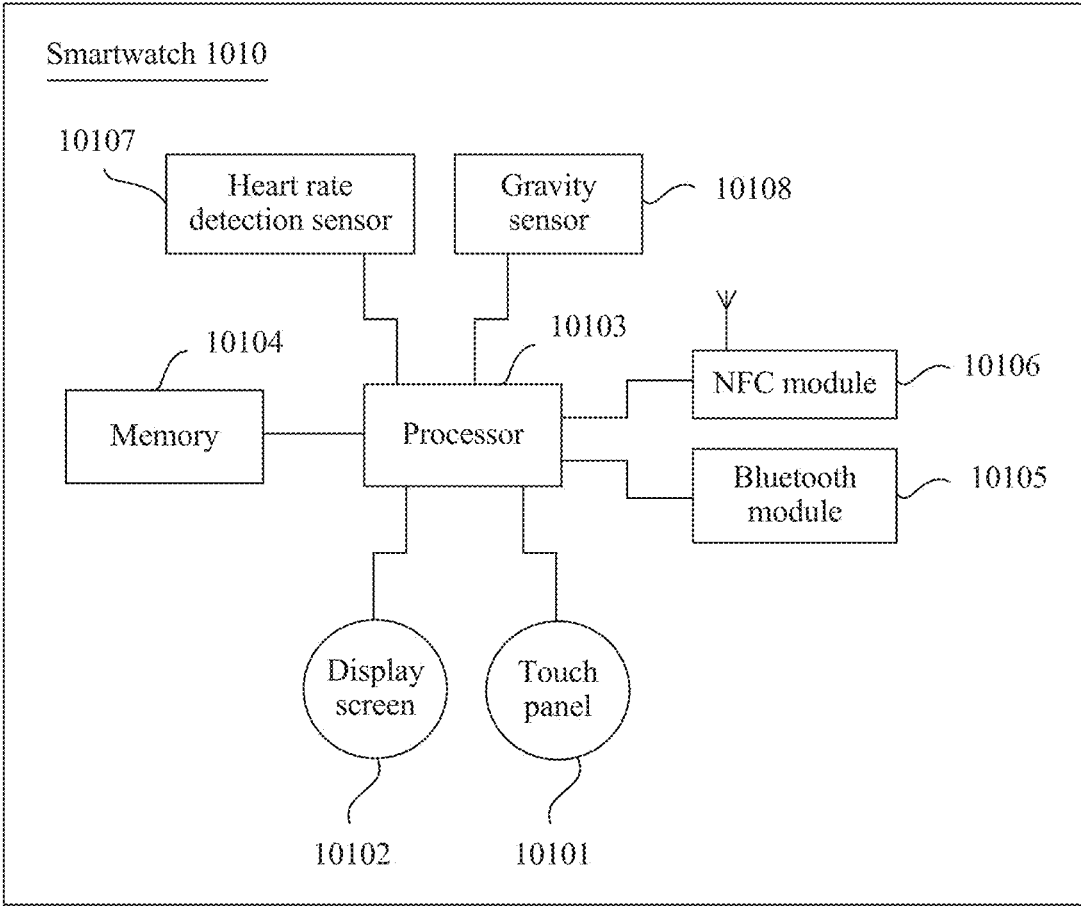 Smartwatch 1010
10107
Heart rate
detection sensor
Gravity
sensor
10108
10104
10103
Memory
Processor
NFC module
10106
Bluetooth
module
10105
Display
screen
Touch
panel
10102
10101